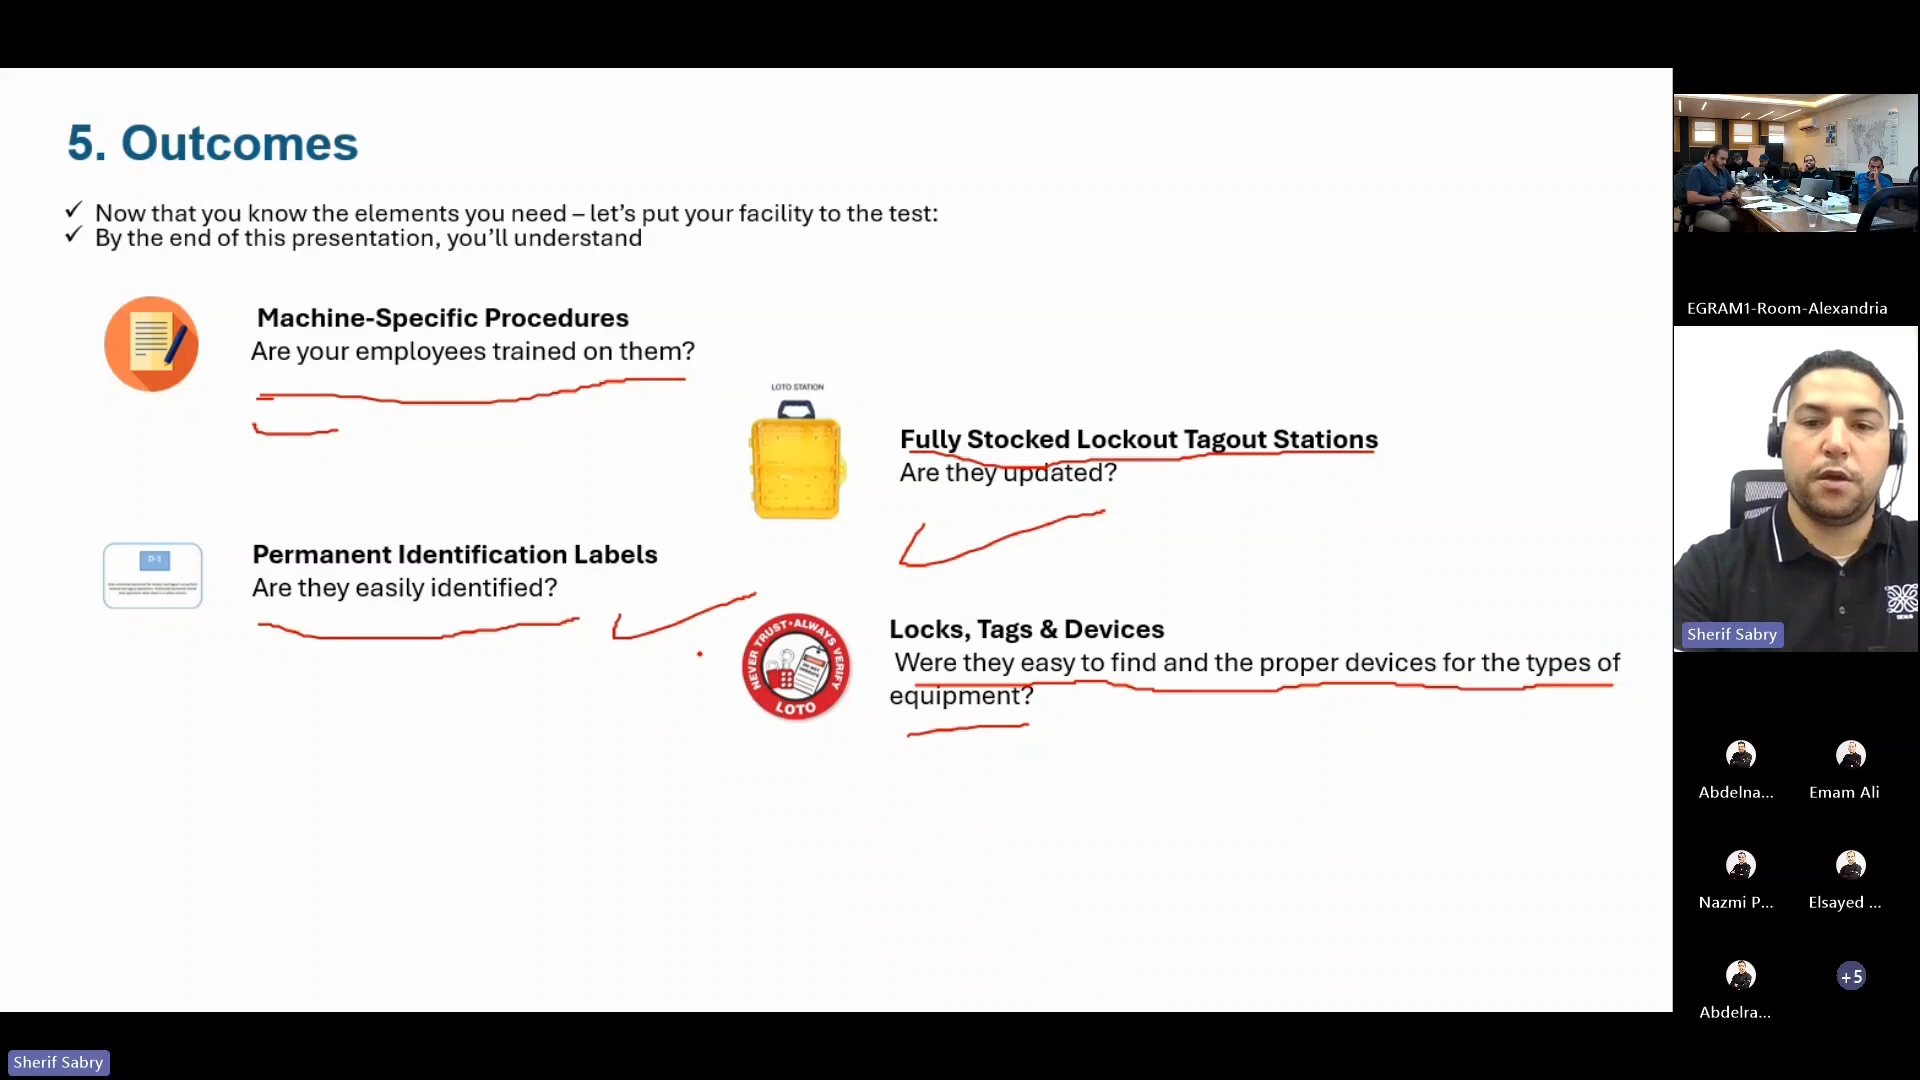 5. Outcomes
✓ Now that you know the elements you need – let's put your facility to the test:
✓ By the end of this presentation, you'll understand
Machine-Specific Procedures
Are your employees trained on them?
LOTO STATION
Fully Stocked Lockout Tagout Stations
Are they updated?
D-1
Permanent Identification Labels
Are they easily identified?
NEVER TRUST • ALWAYS VERIFY
LOTO
Locks, Tags & Devices
Were they easy to find and the proper devices for the types of
equipment?
EGRAM1-Room-Alexandria
Sherif Sabry
Abdelna...
Emam Ali
Nazmi P...
Elsayed ...
Abdelra...
+5
Sherif Sabry